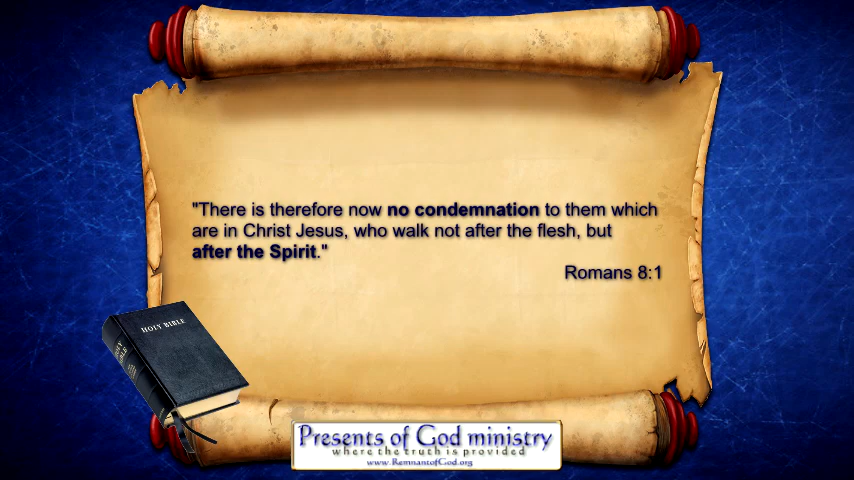 "There is therefore now no condemnation to them which
are in Christ Jesus, who walk not after the flesh, but
after the Spirit."
Romans 8:1
HOLY BIBLE
Presents of God ministry
where the truth is provided
www.RemnantofGod.org